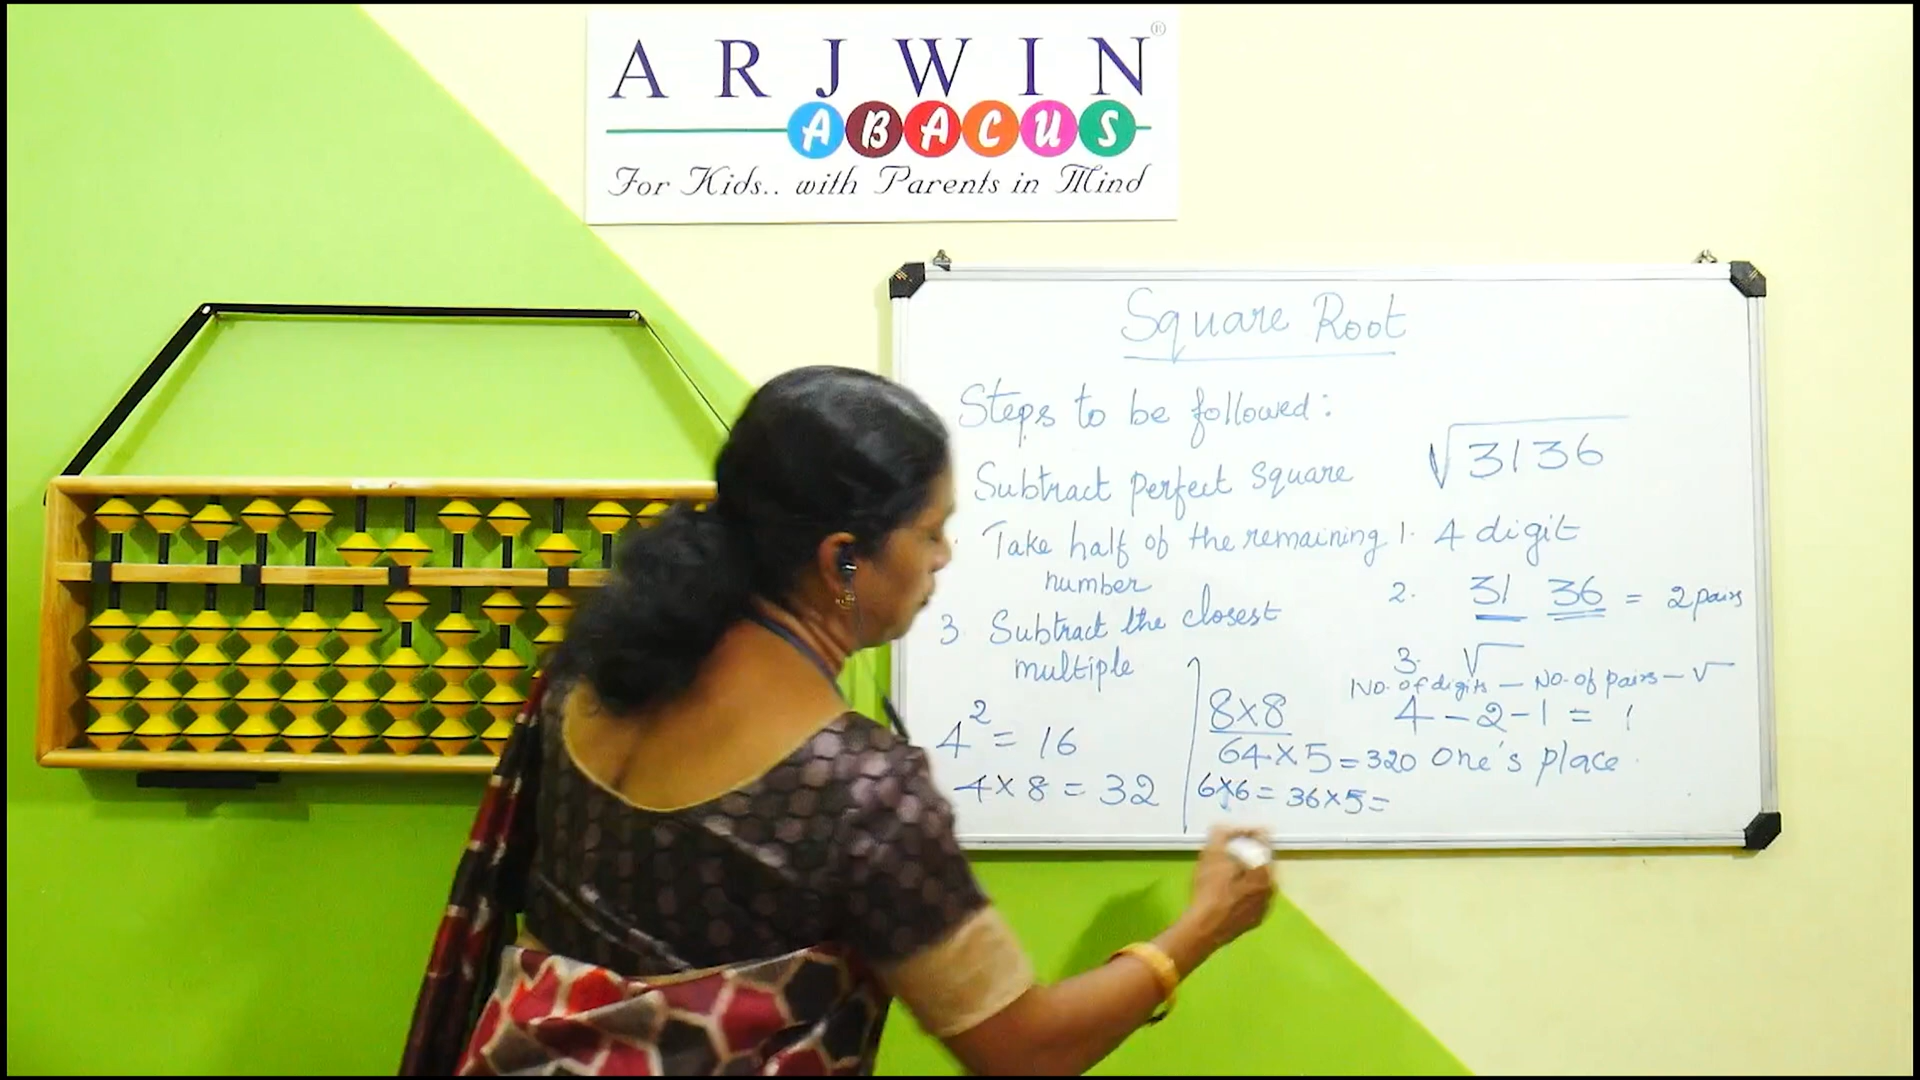 ARJWIN®
ABACUS
For Kids.. with Parents in Mind
Square Root
Steps to be followed:
Subtract perfect square
Take half of the remaining
number
3. Subtract the closest
multiple
4² = 16
4×8 = 32
8×8
64×5=320
6×6= 36×5=
√3136
1. 4 digit
2. 31 36 = 2 pairs
3. √
No. of digits – No. of pairs – √
4 – 2 – 1 = 1
One's place